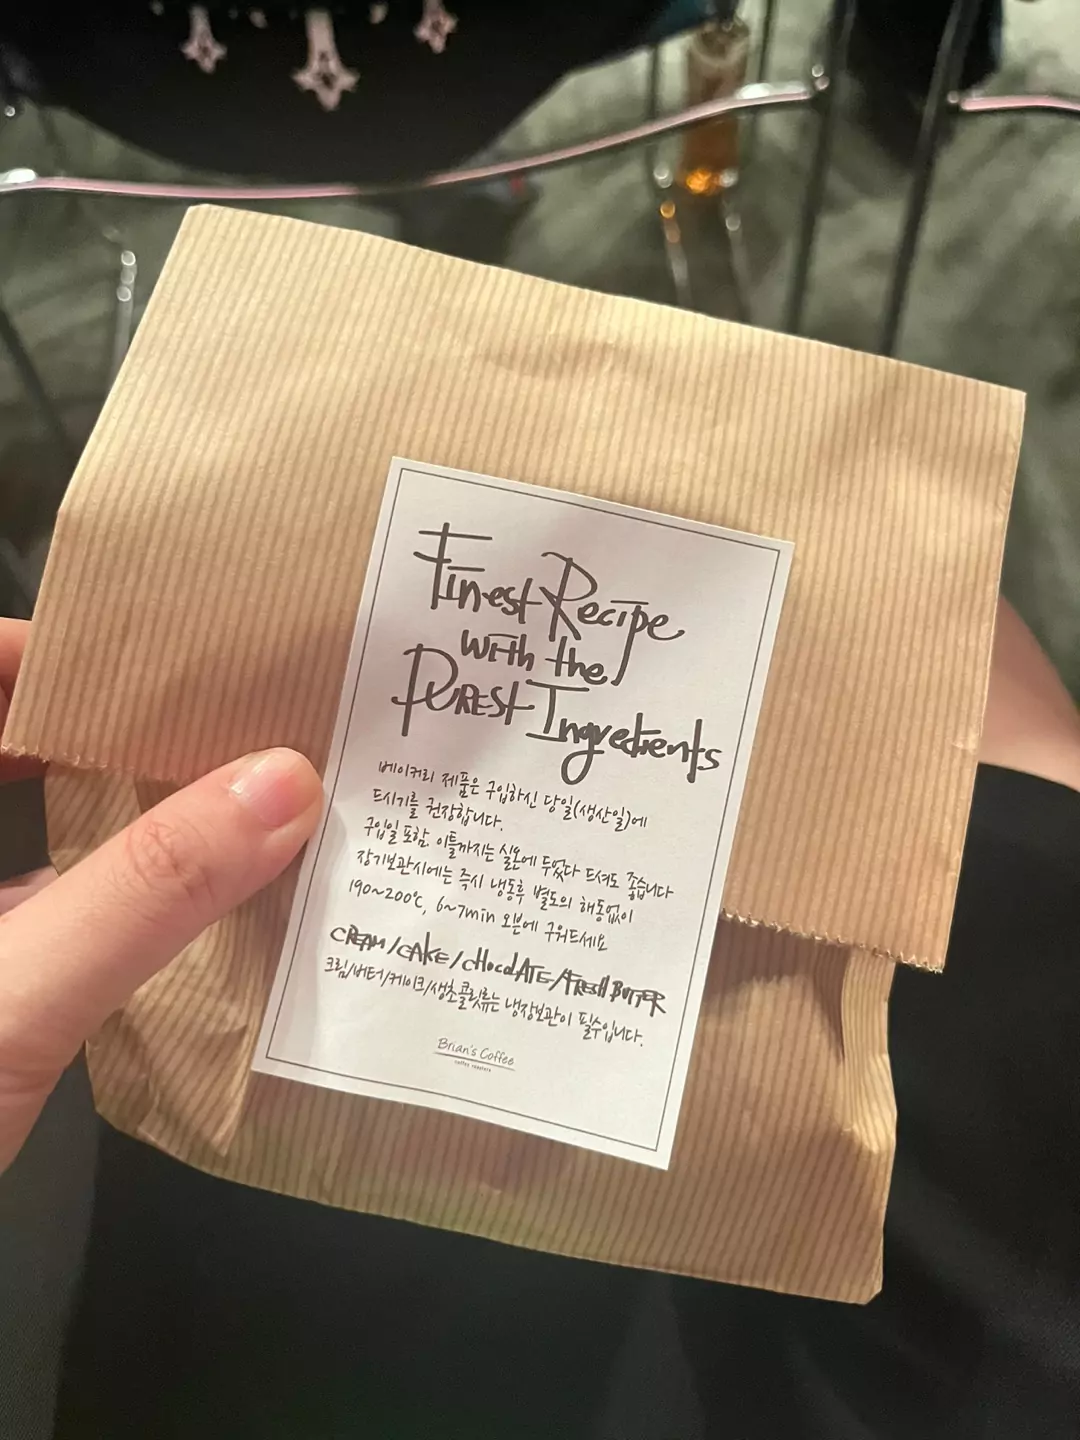 Finest Recipe
with the
Purest Ingredients
베이커리 제품은 구입하신 당일(생산일)에
드시기를 권장합니다.
구입일 포함, 이틀까지는 실온에 두었다 드셔도 좋습니다
장기보관시에는 즉시 냉동후 별도의 해동없이
190~200℃, 6~7min 오븐에 구워드세요
CREAM/CAKE/CHocolATE/FRESH BUTTER
크림/버터/케이크/생초콜릿류는 냉장보관이 필수입니다.
Brian's Coffee
coffee roasters